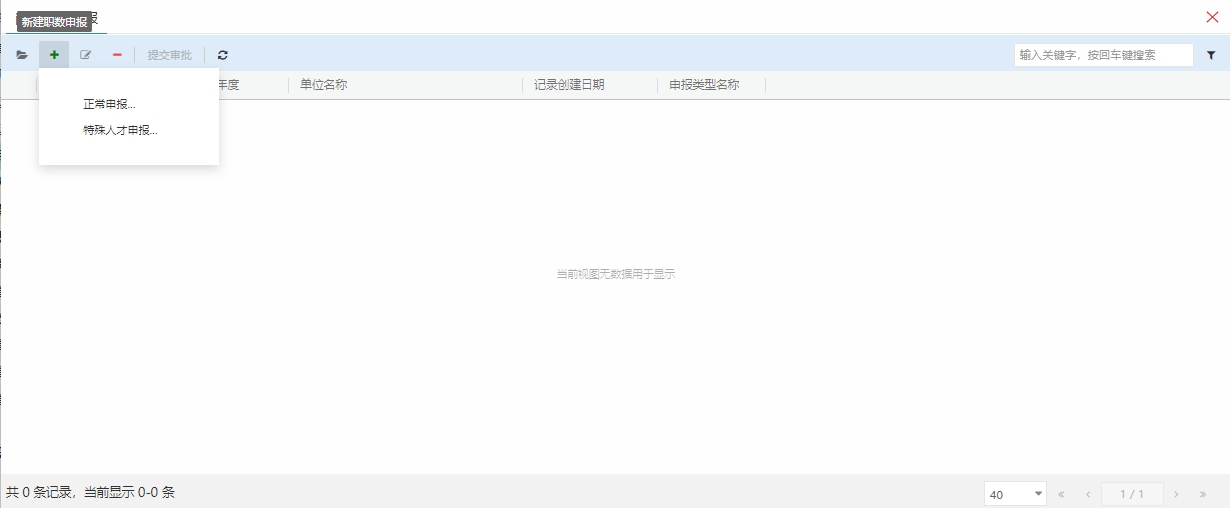 新建职数申报
报
提交审批
输入关键字，按回车键搜索
年度
单位名称
记录创建日期
申报类型名称
正常申报...
特殊人才申报...
当前视图无数据用于显示
共 0 条记录，当前显示 0-0 条
40
« ‹ 1 / 1 › »